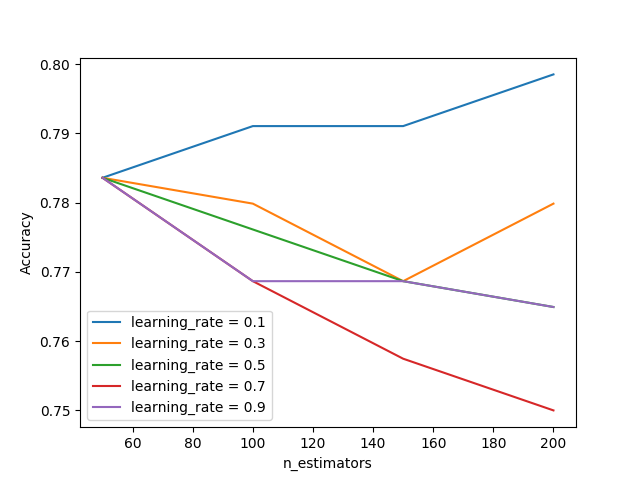 0.80
0.79
0.78
0.77
0.76
0.75
Accuracy
learning_rate = 0.1
learning_rate = 0.3
learning_rate = 0.5
learning_rate = 0.7
learning_rate = 0.9
60 80 100 120 140 160 180 200
n_estimators